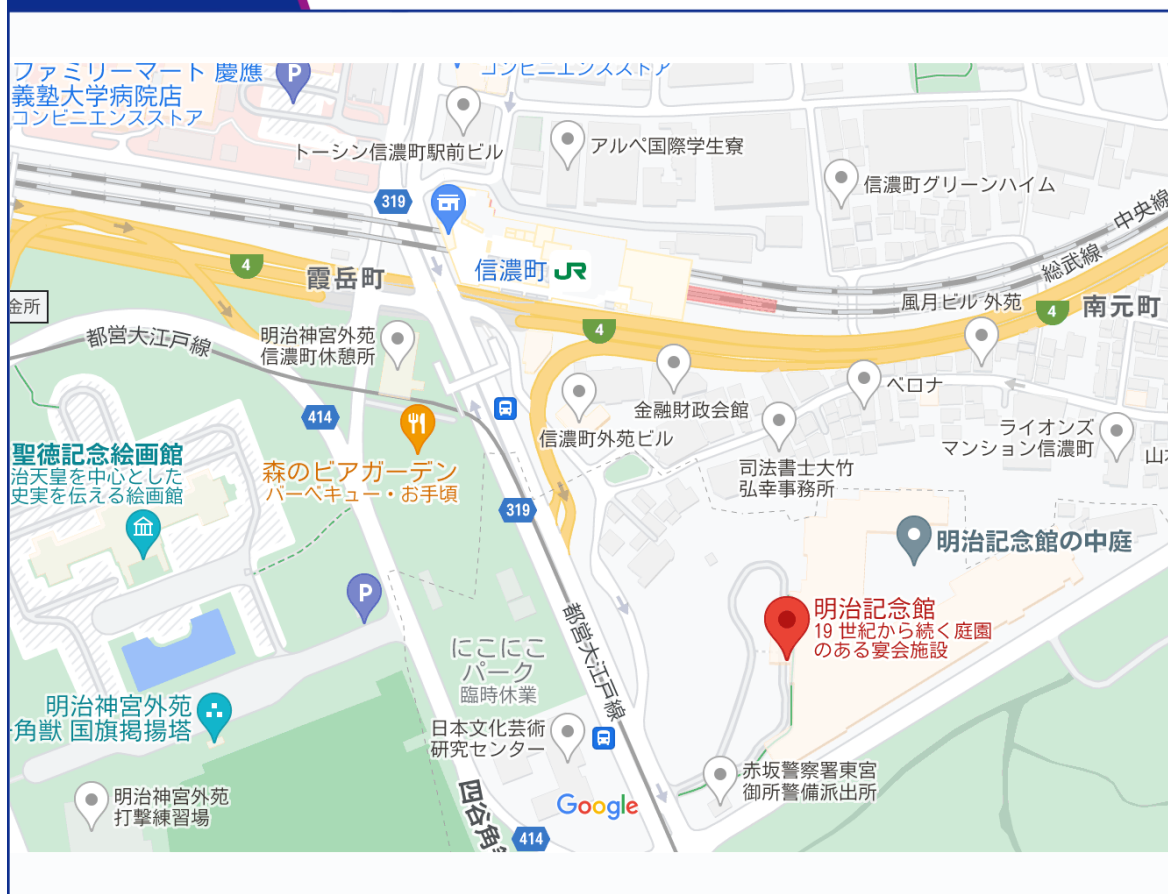 ファミリーマート 慶應
義塾大学病院店
コンビニエンスストア
P
コンビニエンスストア
トーシン信濃町駅前ビル
アルペ国際学生寮
信濃町グリーンハイム
319
中央線
総武線
4
信濃町 JR
霞岳町
風月ビル 外苑
4
南元町
金所
4
都営大江戸線
明治神宮外苑
信濃町休憩所
金融財政会館
ベロナ
414
信濃町外苑ビル
ライオンズ
マンション信濃町
聖徳記念絵画館
治天皇を中心とした
史実を伝える絵画館
森のビアガーデン
バーベキュー・お手頃
司法書士大竹
弘幸事務所
319
明治記念館の中庭
P
明治記念館
19 世紀から続く庭園
のある宴会施設
都営大江戸線
にこにこ
パーク
臨時休業
明治神宮外苑
角獣 国旗掲揚塔
日本文化芸術
研究センター
赤坂警察署東宮
御所警備派出所
明治神宮外苑
打撃練習場
四谷角
Google
414